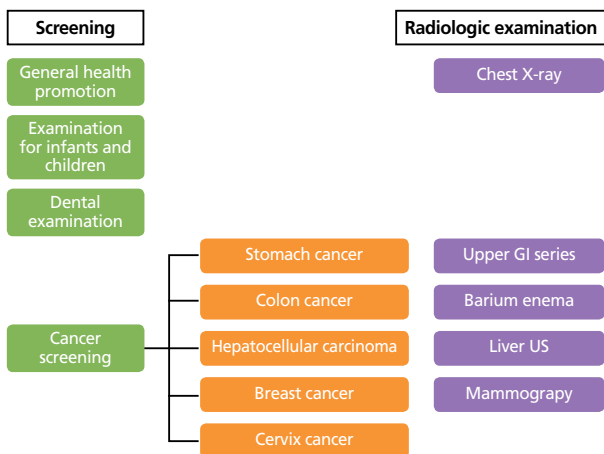 Screening
Radiologic examination
General health
promotion
Chest X-ray
Examination
for infants and
children
Dental
examination
Stomach cancer
Upper GI series
Colon cancer
Barium enema
Cancer
screening
Hepatocellular carcinoma
Liver US
Breast cancer
Mammograpy
Cervix cancer